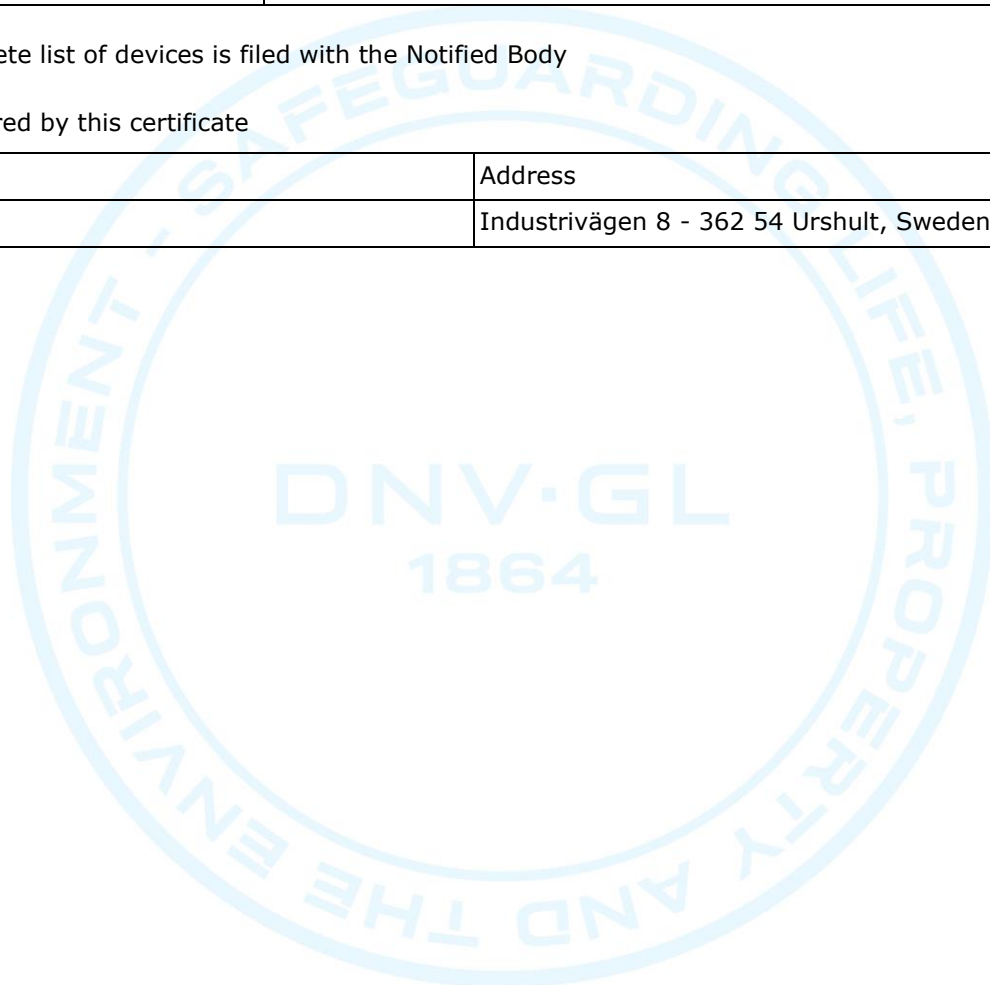 ete list of devices is filed with the Notified Body
red by this certificate
Address
Industrivägen 8 - 362 54 Urshult, Sweden
SAFEGUARDING LIFE, PROPERTY AND THE ENVIRONMENT -
DNV·GL
1864